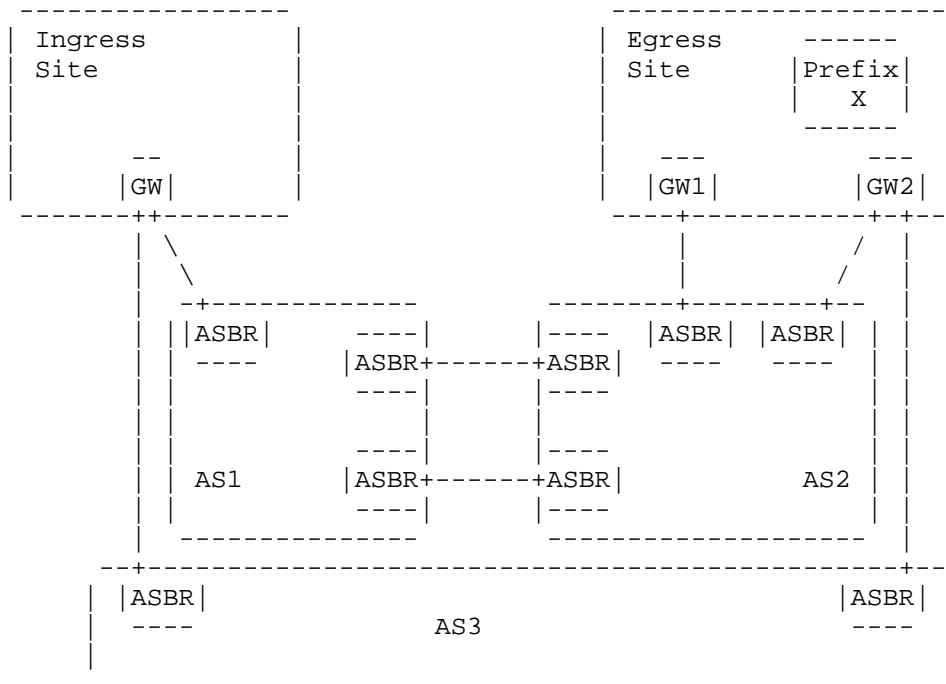 Ingress Egress
Site Site Prefix
X
GW GW1 GW2
ASBR ASBR ASBR
ASBR ASBR
AS1 ASBR ASBR AS2
ASBR ASBR
AS3